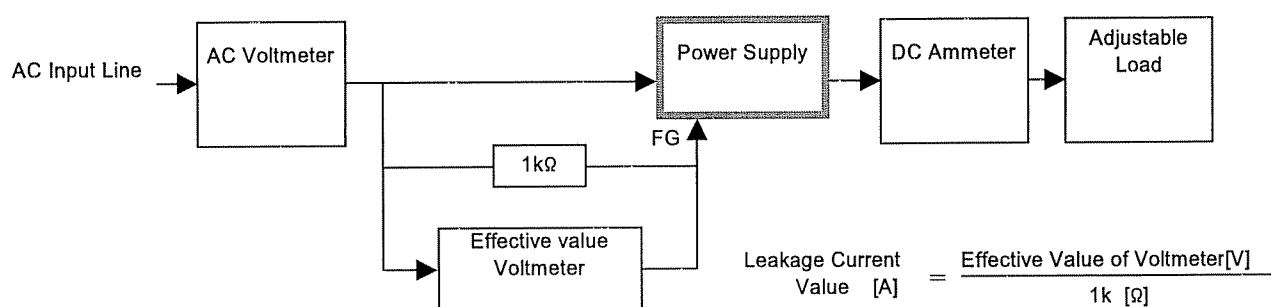 AC Input Line
AC Voltmeter
Power Supply
DC Ammeter
Adjustable
Load
FG
1kΩ
Effective value
Voltmeter
Leakage Current
Value [A]
=
Effective Value of Voltmeter[V]
1k [Ω]